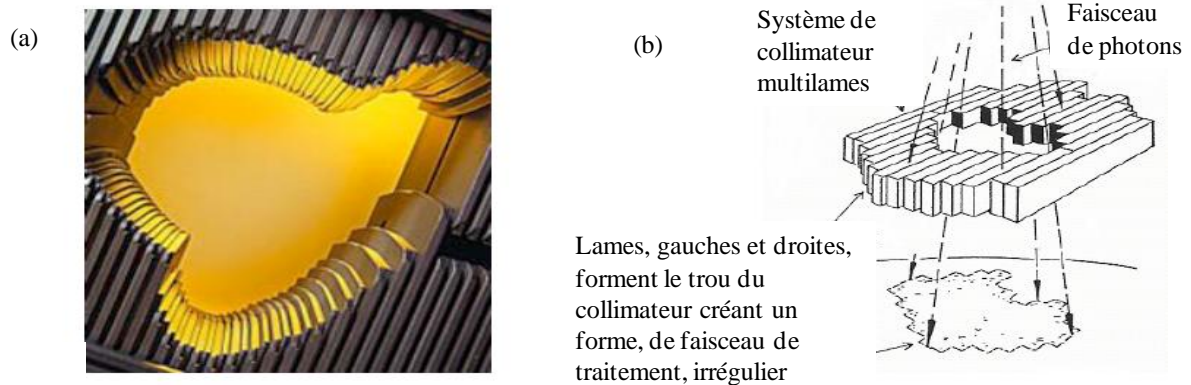 (a)
(b)
Système de
collimateur
multilames
Faisceau
de photons
Lames, gauches et droites,
forment le trou du
collimateur créant un
forme, de faisceau de
traitement, irrégulier